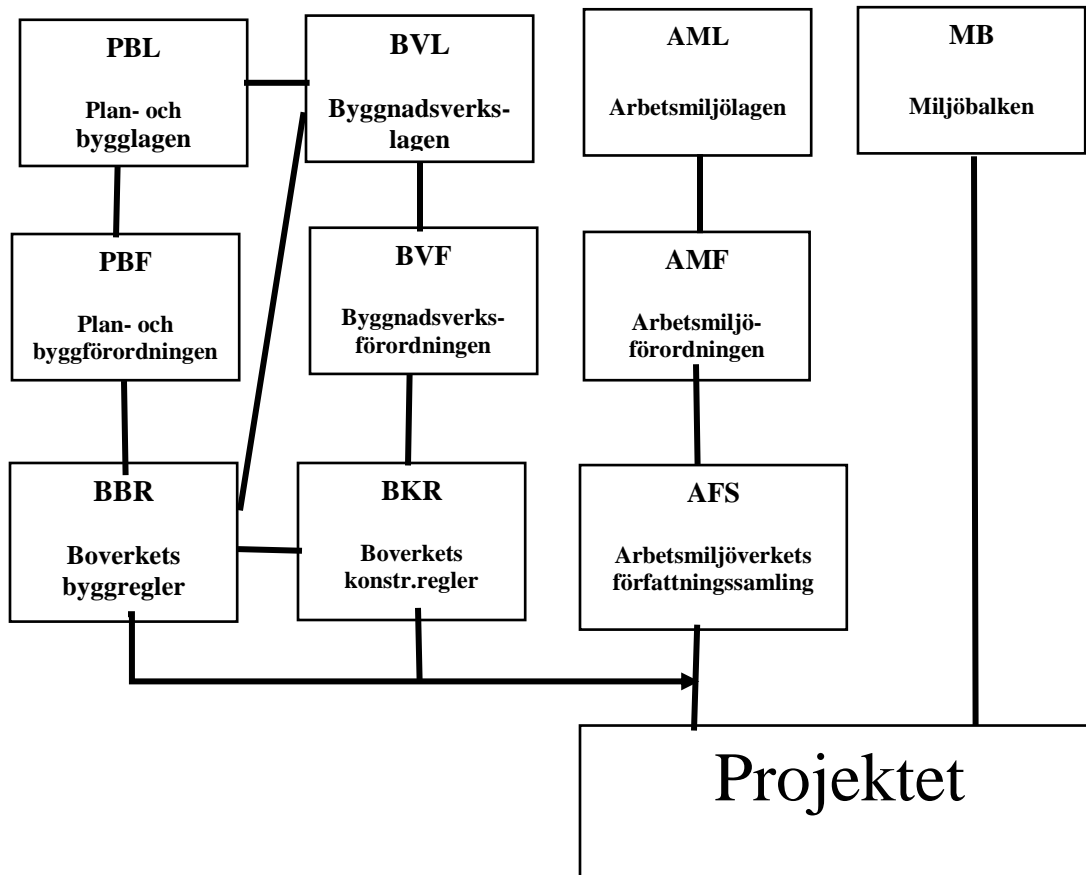 PBL
Plan- och
bygglagen
BVL
Byggnadsverks-
lagen
AML
Arbetsmiljölagen
MB
Miljöbalken
PBF
Plan- och
byggförordningen
BVF
Byggnadsverks-
förordningen
AMF
Arbetsmiljö-
förordningen
BBR
Boverkets
byggregler
BKR
Boverkets
konstr.regler
AFS
Arbetsmiljöverkets
författningssamling
Projektet